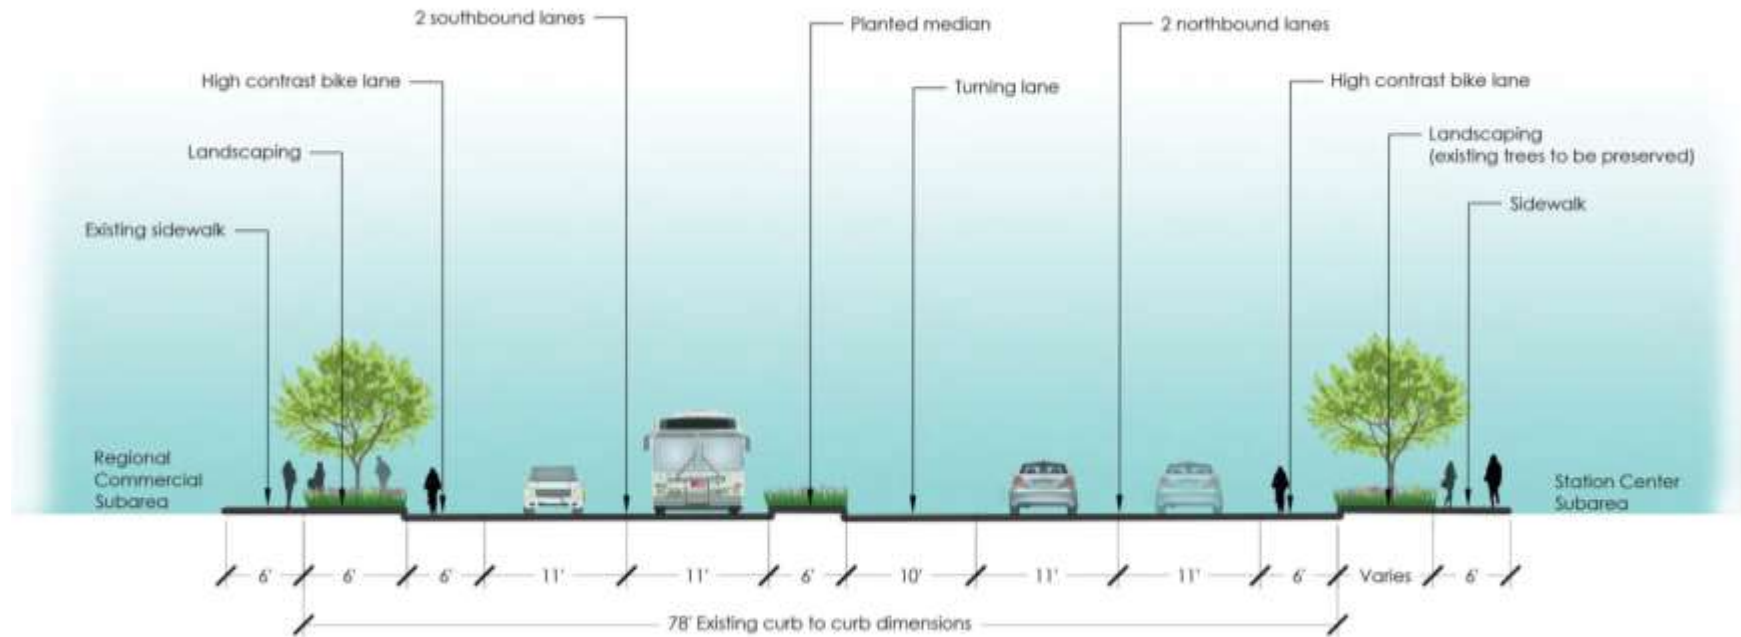 2 southbound lanes
Planted median
2 northbound lanes
High contrast bike lane
Turning lane
High contrast bike lane
Landscaping
Landscaping
(existing trees to be preserved)
Existing sidewalk
Sidewalk
Regional
Commercial
Subarea
Station Center
Subarea
6' 6' 6' 11' 11' 6' 10' 11' 11' 6' Varies 6'
78' Existing curb to curb dimensions